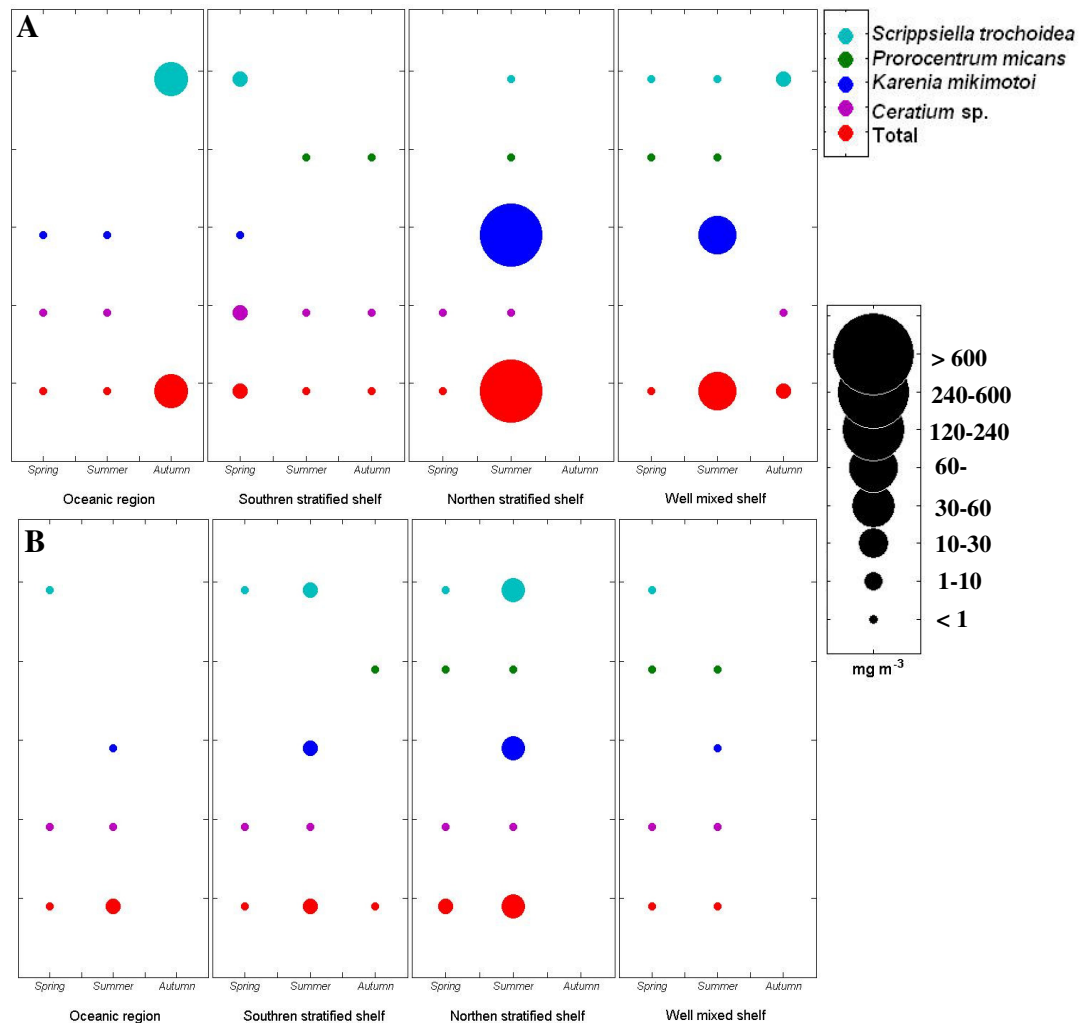 A
Scrippsiella trochoidea
Prorocentrum micans
Karenia mikimotoi
Ceratium sp.
Total
Spring Summer Autumn
Spring Summer Autumn
Spring Summer Autumn
Spring Summer Autumn
Oceanic region
Southren stratified shelf
Northen stratified shelf
Well mixed shelf
> 600
240-600
120-240
60-
30-60
10-30
1-10
< 1
mg m⁻³
B
Spring Summer Autumn
Spring Summer Autumn
Spring Summer Autumn
Spring Summer Autumn
Oceanic region
Southren stratified shelf
Northen stratified shelf
Well mixed shelf